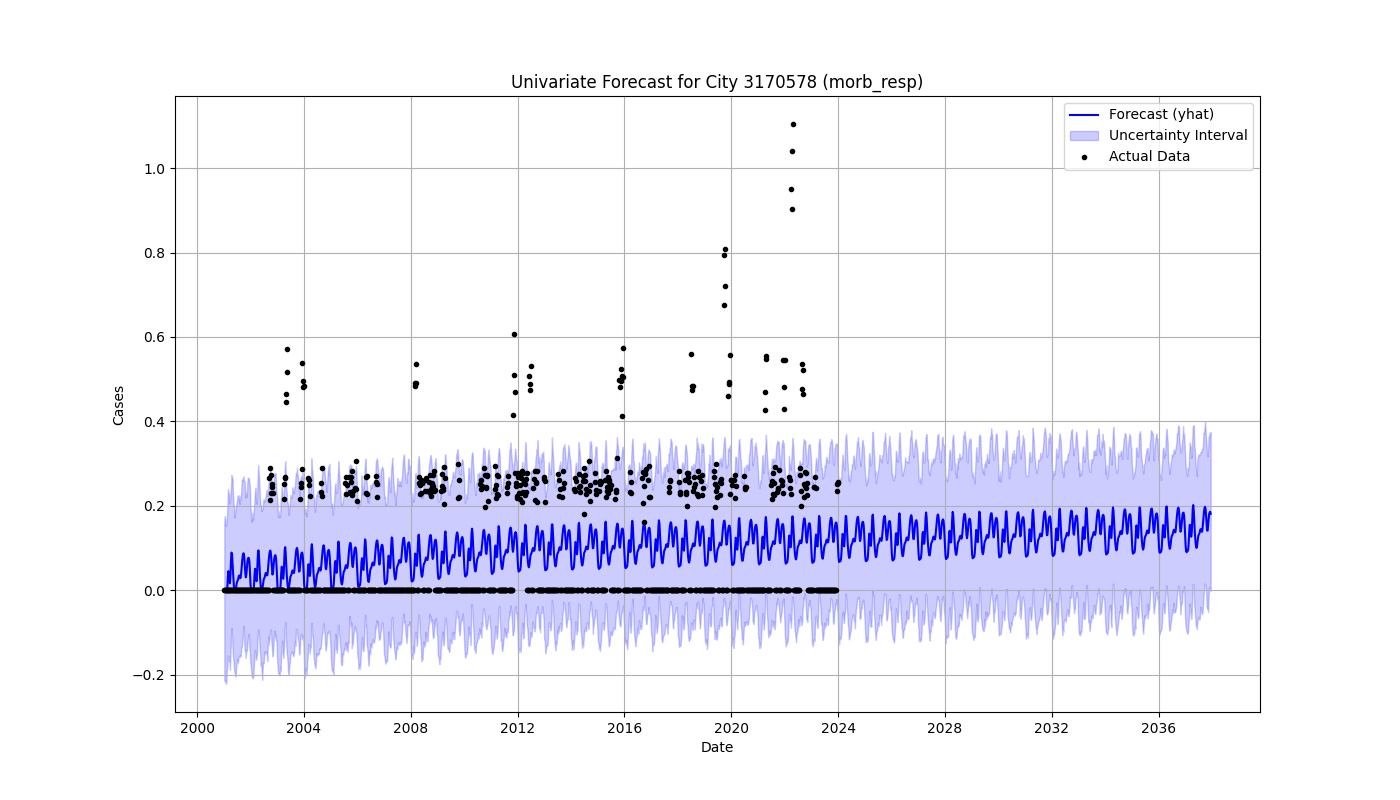 Univariate Forecast for City 3170578 (morb_resp)
Forecast (yhat)
Uncertainty Interval
Actual Data
Cases
1.0
0.8
0.6
0.4
0.2
0.0
−0.2
2000 2004 2008 2012 2016 2020 2024 2028 2032 2036
Date